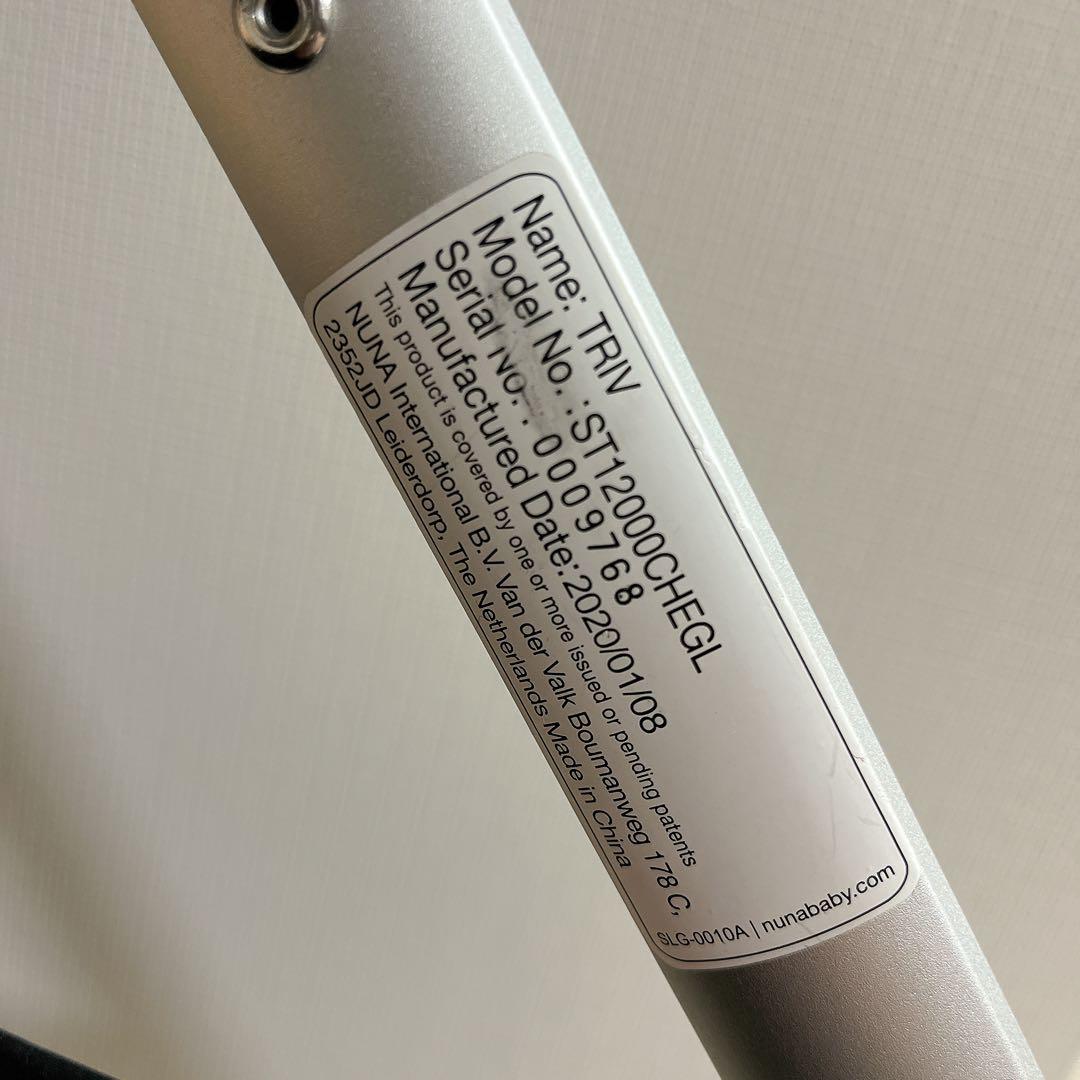 Name: TRIV
Model No.:ST12000CHEGL
Serial No.: 0009768
Manufactured Date:2020/01/08
This product is covered by one or more issued or pending patents
NUNA International B.V. Van der Valk Boumanweg 178 C,
2352JD Leiderdorp, The Netherlands Made in China
SLG-0010A | nunababy.com